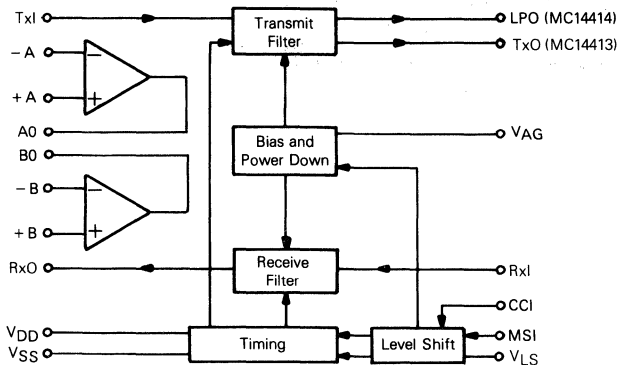 TxI
Transmit
Filter
LPO (MC14414)
TxO (MC14413)
– A
–
+ A
+
A0
B0
Bias and
Power Down
VAG
– B
–
+ B
+
RxO
Receive
Filter
RxI
CCI
VDD
VSS
Timing
Level Shift
MSI
VLS